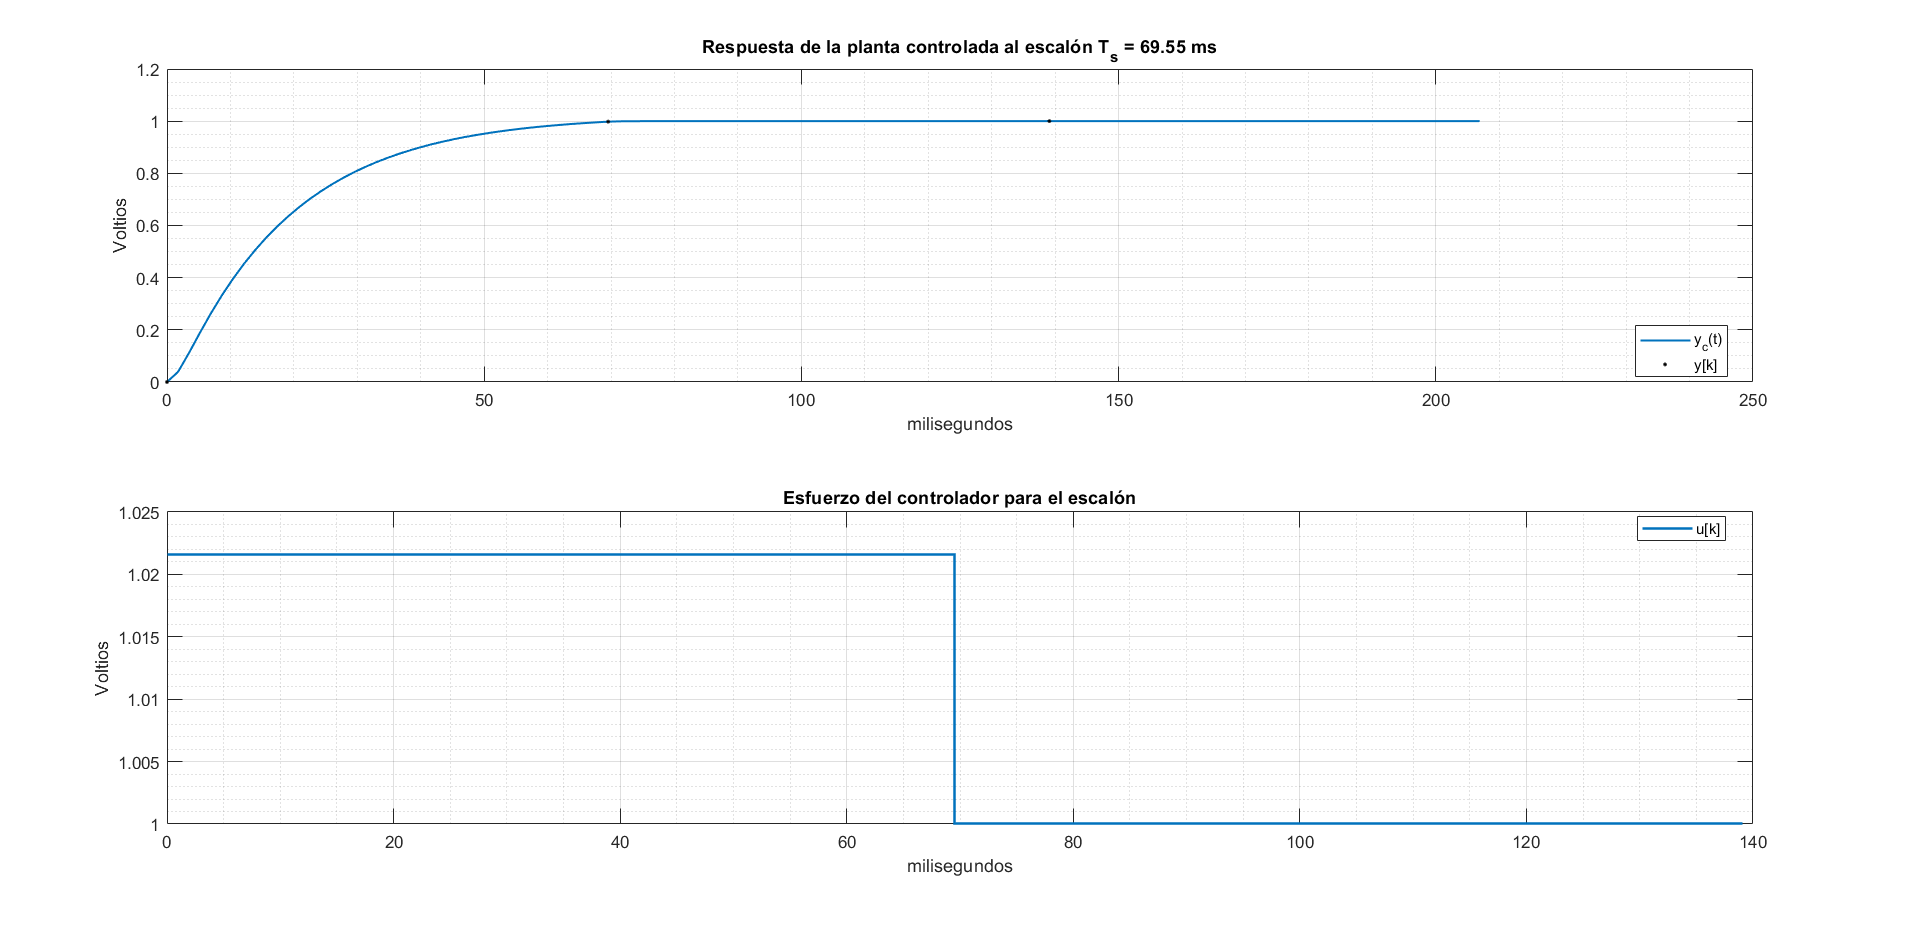 Respuesta de la planta controlada al escalón T_s = 69.55 ms
1.2
1
0.8
0.6
0.4
0.2
0
Voltios
0 50 100 150 200 250
milisegundos
y_c(t)
y[k]
Esfuerzo del controlador para el escalón
1.025
1.02
1.015
1.01
1.005
1
Voltios
0 20 40 60 80 100 120 140
milisegundos
u[k]